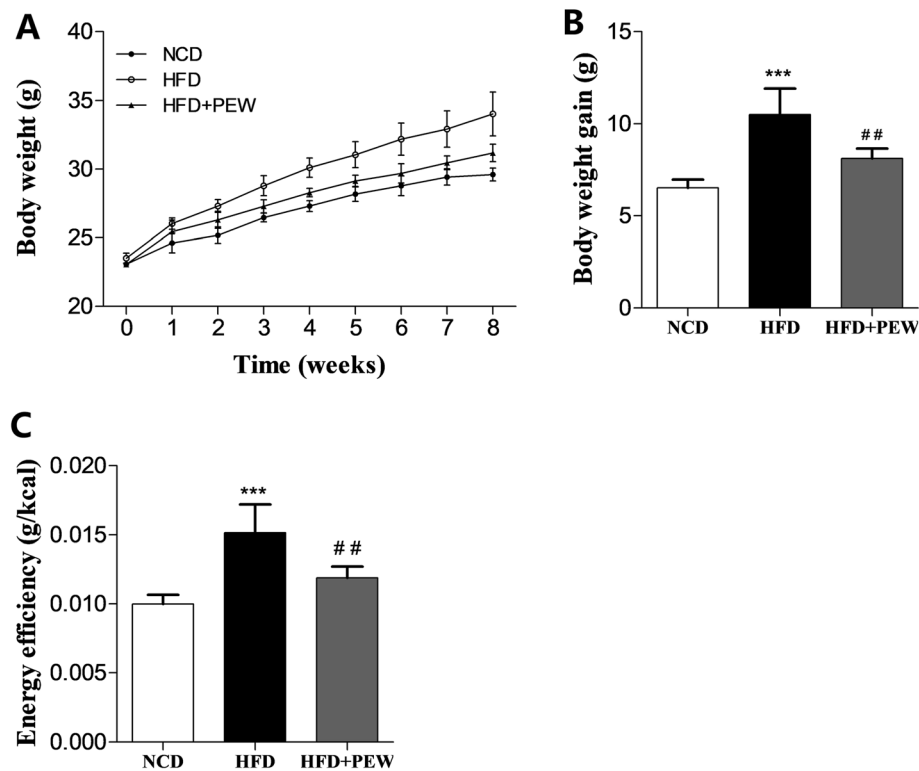 A
40
35
30
25
20
Body weight (g)
NCD
HFD
HFD+PEW
0 1 2 3 4 5 6 7 8
Time (weeks)
B
15
10
5
0
Body weight gain (g)
***
##
NCD HFD HFD+PEW
C
0.020
0.015
0.010
0.005
0.000
Energy efficiency (g/kcal)
***
##
NCD HFD HFD+PEW